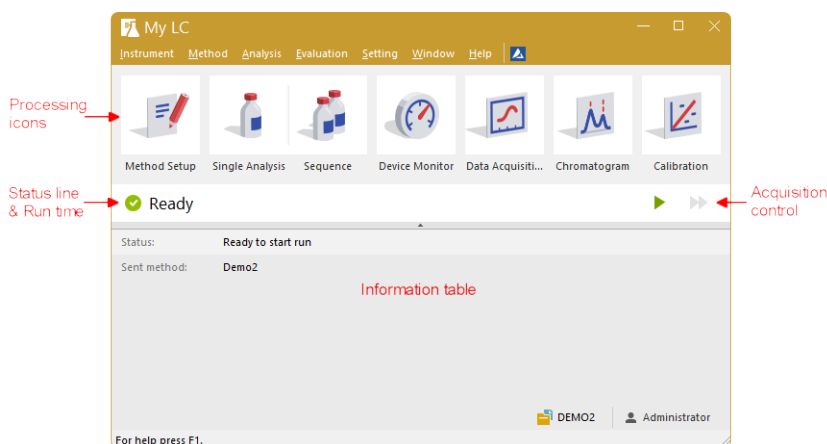 My LC
Instrument Method Analysis Evaluation Setting Window Help
Processing
icons
Method Setup Single Analysis Sequence Device Monitor Data Acquisiti... Chromatogram Calibration
Status line
& Run time
Ready
Acquisition
control
Status: Ready to start run
Sent method: Demo2
Information table
DEMO2 Administrator
For help press F1.